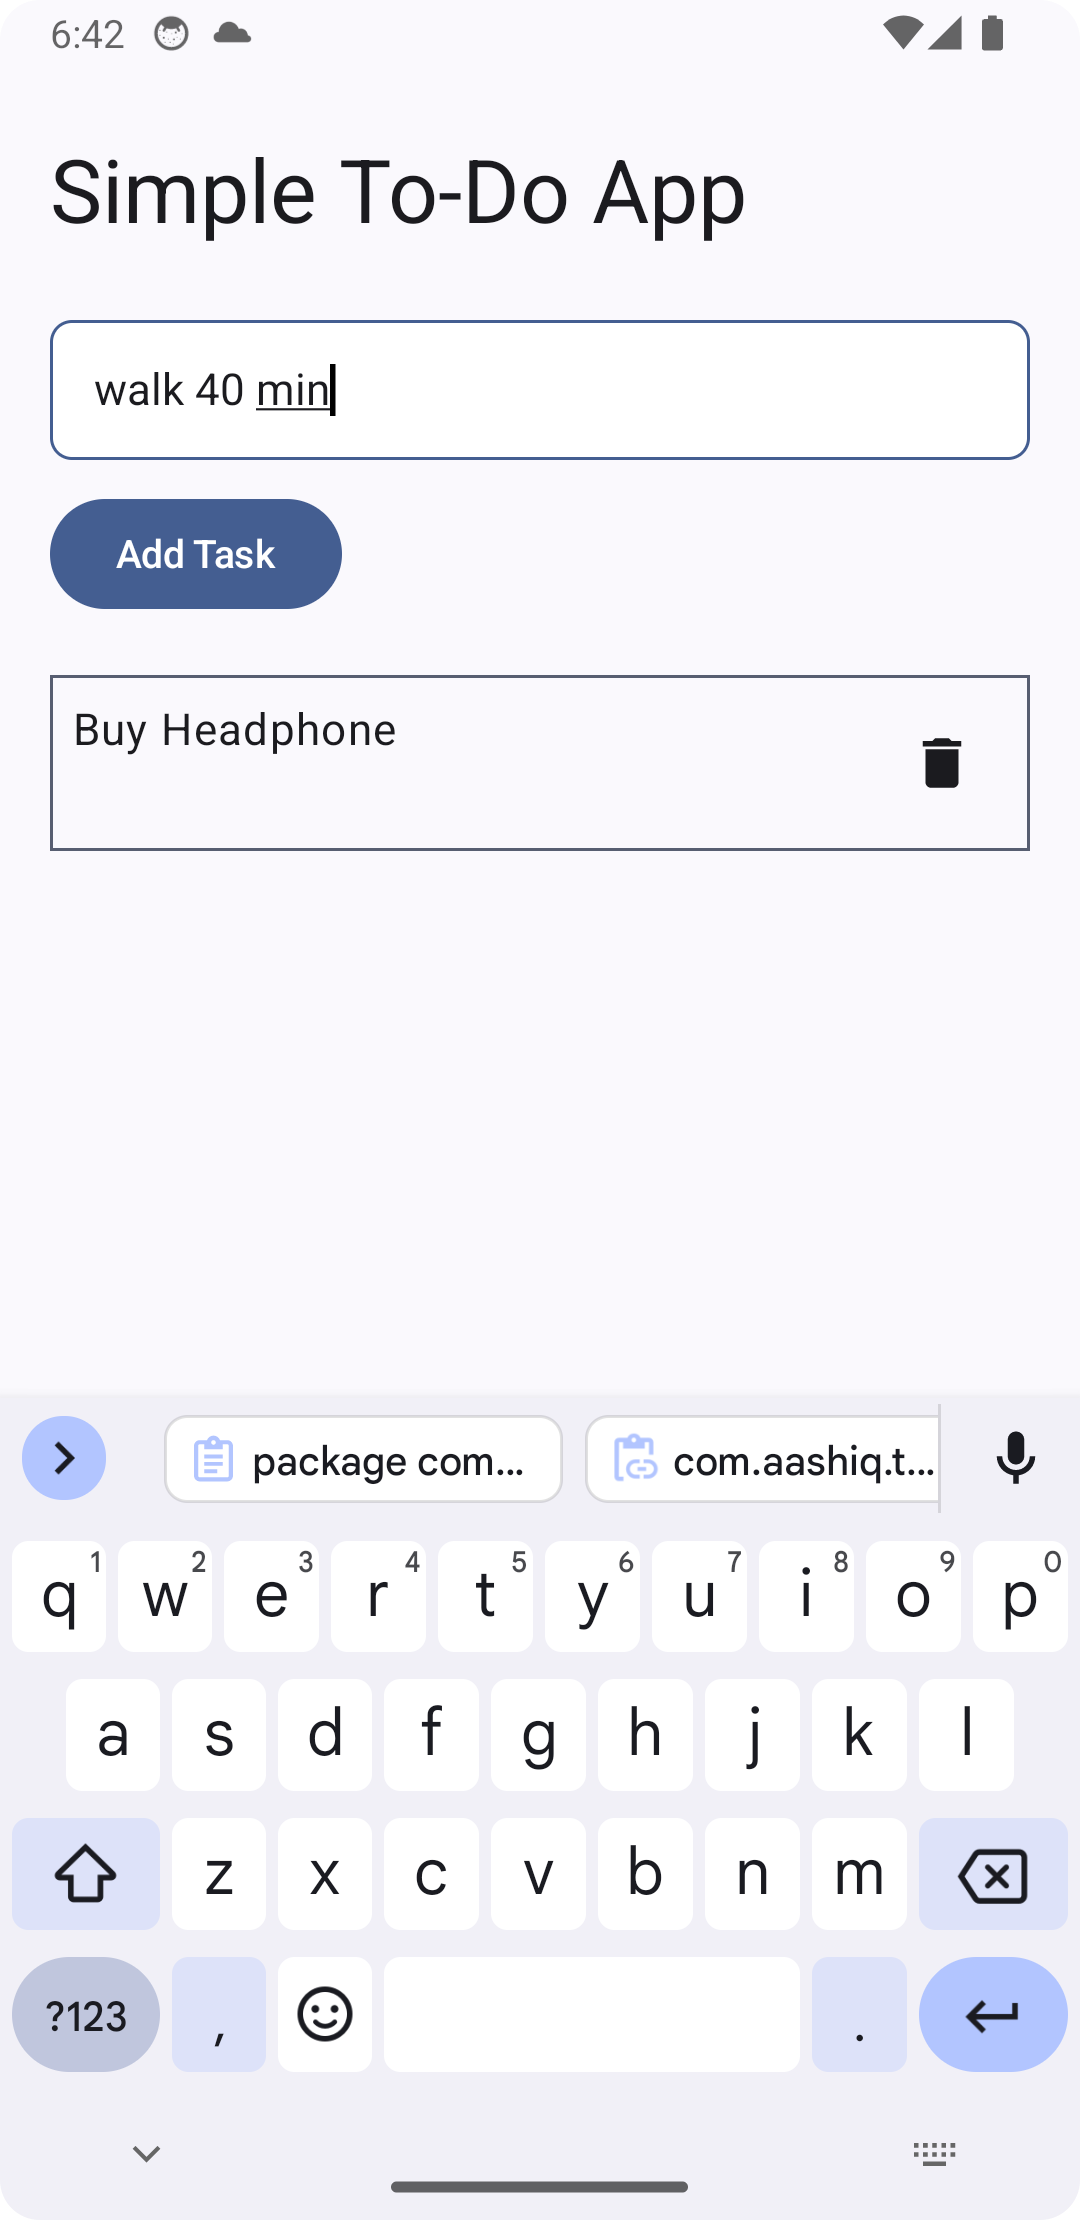 6:42
Simple To-Do App
walk 40 min
Add Task
Buy Headphone
package com...
com.aashiq.t...
q 1 w 2 e 3 r 4 t 5 y 6 u 7 i 8 o 9 p 0
a s d f g h j k l
z x c v b n m
?123 , .